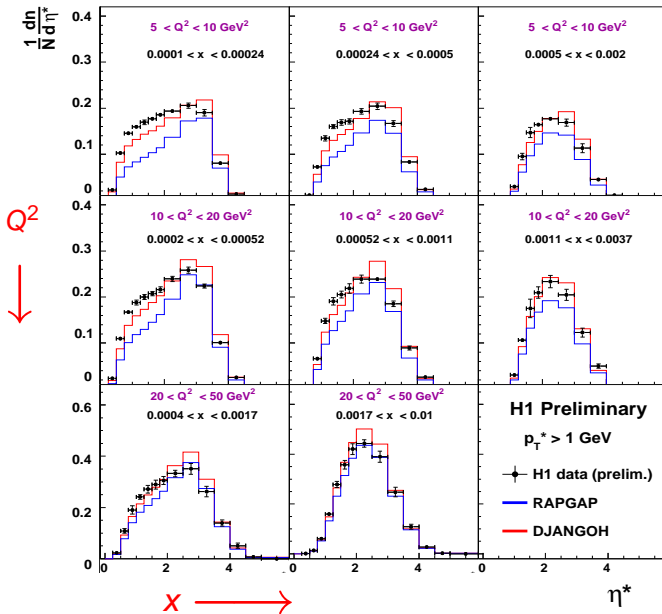 1/N dn/dη*
5 < Q² < 10 GeV²
0.0001 < x < 0.00024
5 < Q² < 10 GeV²
0.00024 < x < 0.0005
5 < Q² < 10 GeV²
0.0005 < x < 0.002
0.4
0.3
0.2
0.1
0
Q²
10 < Q² < 20 GeV²
0.0002 < x < 0.00052
10 < Q² < 20 GeV²
0.00052 < x < 0.0011
10 < Q² < 20 GeV²
0.0011 < x < 0.0037
0.4
0.3
0.2
0.1
0
20 < Q² < 50 GeV²
0.0004 < x < 0.0017
20 < Q² < 50 GeV²
0.0017 < x < 0.01
0.6
0.4
0.2
0.0
0 2 4
0 2 4
0 2 4
H1 Preliminary
p_T* > 1 GeV
H1 data (prelim.)
RAPGAP
DJANGOH
x
η*